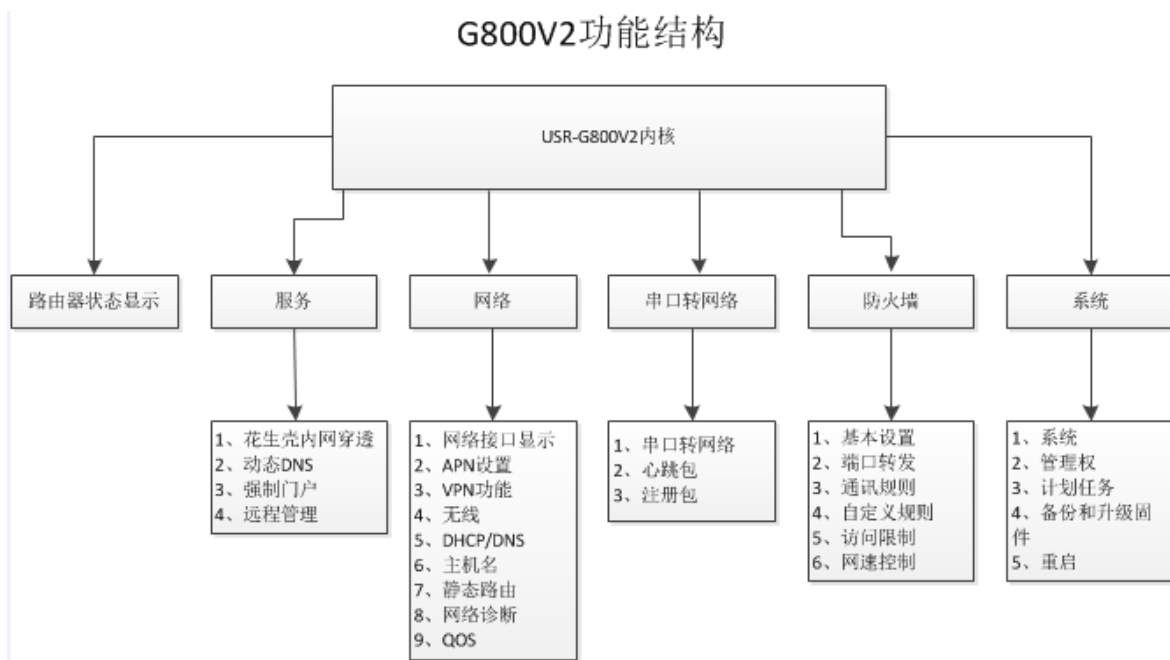 G800V2功能结构
USR-G800V2内核
路由器状态显示
服务
网络
串口转网络
防火墙
系统
1、花生壳内网穿透
2、动态DNS
3、强制门户
4、远程管理
1、网络接口显示
2、APN设置
3、VPN功能
4、无线
5、DHCP/DNS
6、主机名
7、静态路由
8、网络诊断
9、QOS
1、串口转网络
2、心跳包
3、注册包
1、基本设置
2、端口转发
3、通讯规则
4、自定义规则
5、访问限制
6、网速控制
1、系统
2、管理权
3、计划任务
4、备份和升级固
件
5、重启